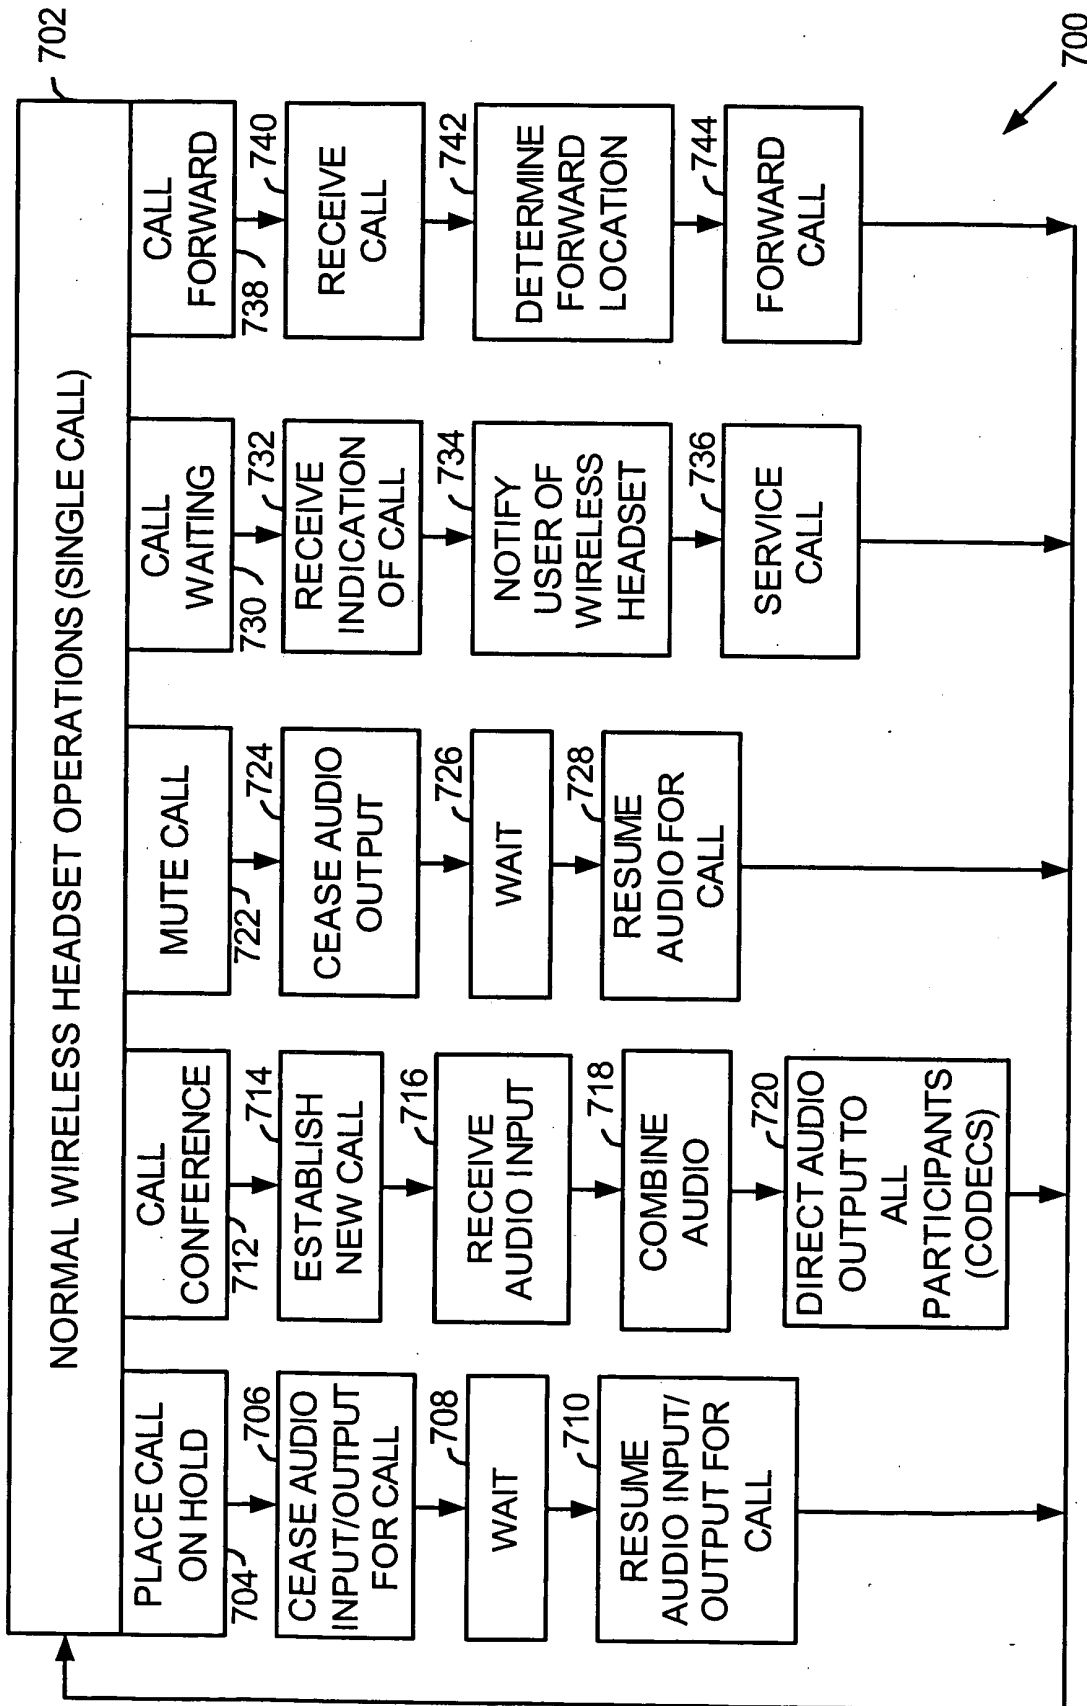 NORMAL WIRELESS HEADSET OPERATIONS (SINGLE CALL)
702
PLACE CALL
ON HOLD
704
706
CEASE AUDIO
INPUT/OUTPUT
FOR CALL
708
WAIT
710
RESUME
AUDIO INPUT/
OUTPUT FOR
CALL
CALL
CONFERENCE
712
714
ESTABLISH
NEW CALL
716
RECEIVE
AUDIO INPUT
718
COMBINE
AUDIO
720
DIRECT AUDIO
OUTPUT TO
ALL
PARTICIPANTS
(CODECS)
MUTE CALL
722
724
CEASE AUDIO
OUTPUT
726
WAIT
728
RESUME
AUDIO FOR
CALL
CALL
WAITING
730
732
RECEIVE
INDICATION
OF CALL
734
NOTIFY
USER OF
WIRELESS
HEADSET
736
SERVICE
CALL
CALL
FORWARD
738
740
RECEIVE
CALL
742
DETERMINE
FORWARD
LOCATION
744
FORWARD
CALL
700